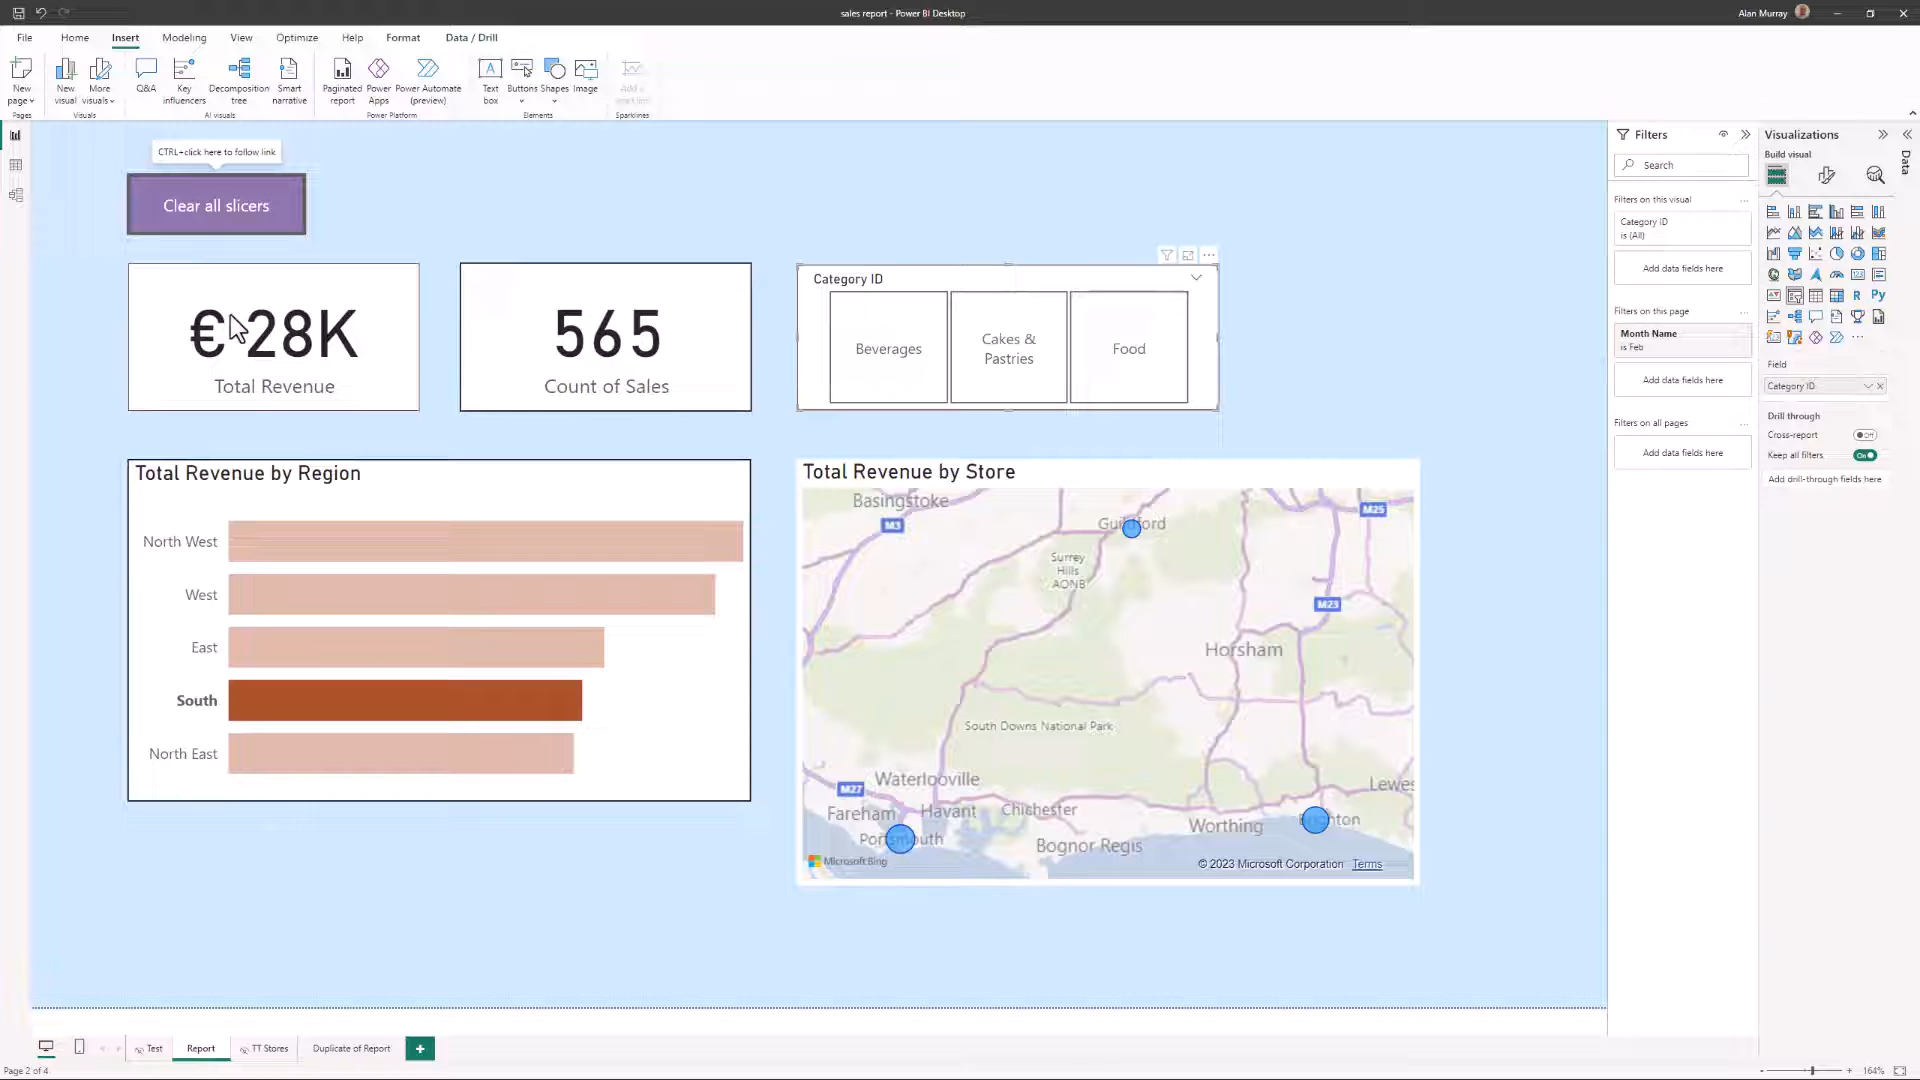 sales report - Power BI Desktop
Alan Murray
File Home Insert Modeling View Optimize Help Format Data / Drill
New page
New visual
More visuals
Q&A
Key influencers
Decomposition tree
Smart narrative
Paginated report
Power Apps
Power Automate (preview)
Text box
Buttons
Shapes
Image
Pages
Visuals
AI visuals
Power Platform
Elements
Sparklines
CTRL+click here to follow link
Clear all slicers
€ 28K
Total Revenue
565
Count of Sales
Category ID
Beverages
Cakes &
Pastries
Food
Total Revenue by Region
North West
West
East
South
North East
Total Revenue by Store
Basingstoke
M3
Guildford
M25
Surrey
Hills
AONB
M23
Horsham
South Downs National Park
M27
Waterlooville
Lewes
Fareham
Havant
Chichester
Portsmouth
Worthing
Brighton
Bognor Regis
Microsoft Bing
© 2023 Microsoft Corporation Terms
Filters
Search
Filters on this visual
Category ID
is (All)
Add data fields here
Filters on this page
Month Name
is Feb
Add data fields here
Filters on all pages
Add data fields here
Visualizations
Build visual
R
Py
Field
Category ID
Drill through
Cross-report
Off
Keep all filters
On
Add drill-through fields here
Data
Test
Report
TT Stores
Duplicate of Report
Page 2 of 4
164%